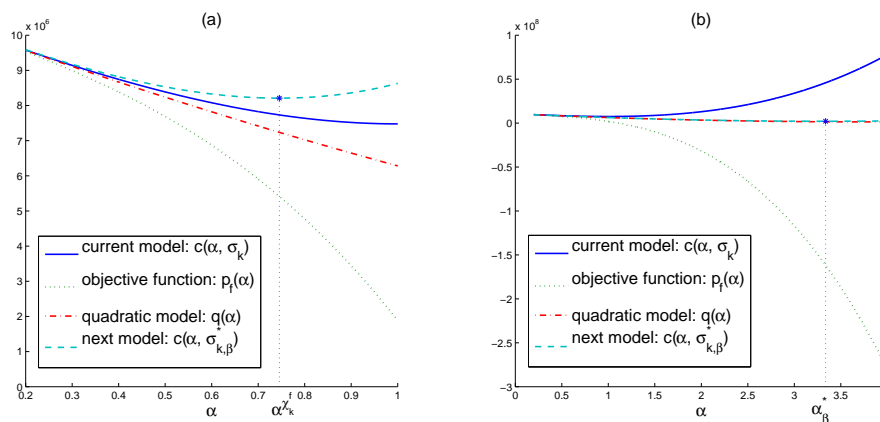 (a)
x 10^6
10
9
8
7
6
5
4
3
2
1
0
0.2 0.3 0.4 0.5 0.6 0.7 0.8 0.9 1
α α^{χ_k^f}
current model: c(α, σ_k)
objective function: p_f(α)
quadratic model: q(α)
next model: c(α, σ^*_{k,β})
(b)
x 10^8
1
0.5
0
−0.5
−1
−1.5
−2
−2.5
−3
0 0.5 1 1.5 2 2.5 3 3.5
α α^*_β
current model: c(α, σ_k)
objective function: p_f(α)
quadratic model: q(α)
next model: c(α, σ^*_{k,β})